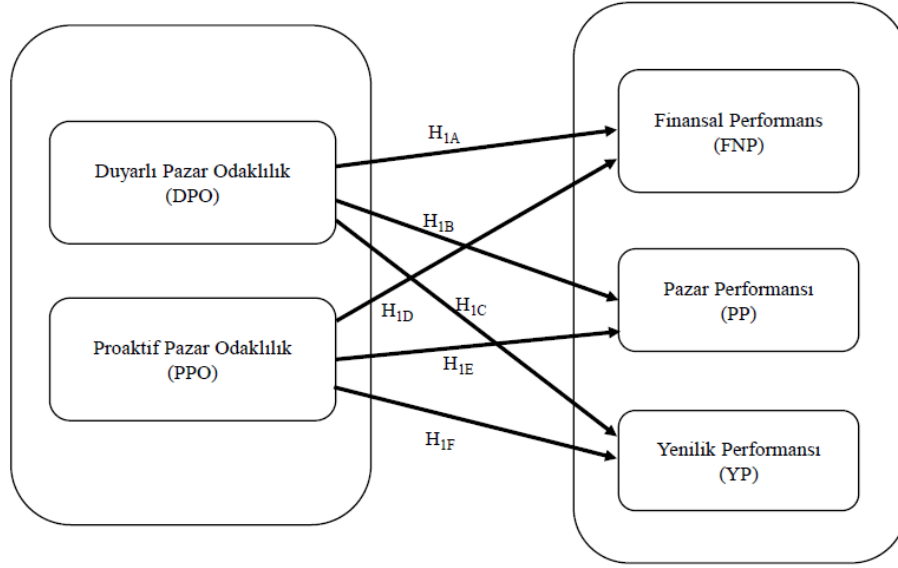 Duyarlı Pazar Odaklılık
(DPO)
Proaktif Pazar Odaklılık
(PPO)
H1A
H1B
H1C
H1D
H1E
H1F
Finansal Performans
(FNP)
Pazar Performansı
(PP)
Yenilik Performansı
(YP)